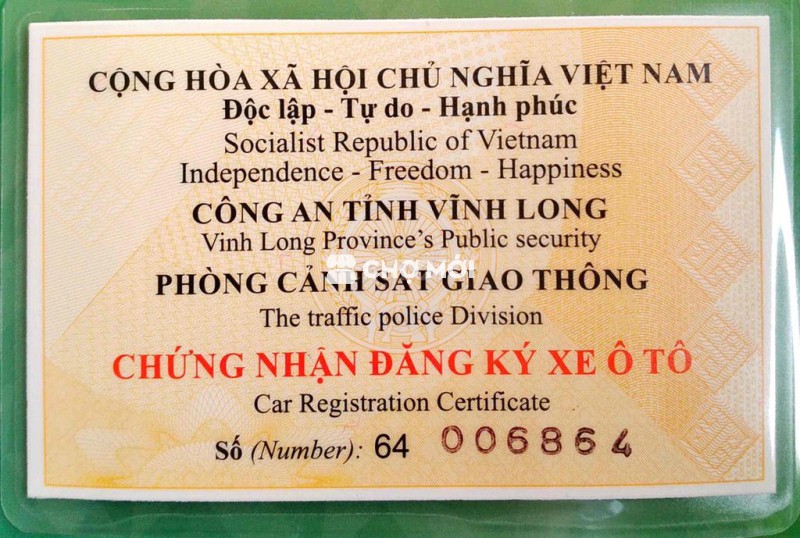 CỘNG HÒA XÃ HỘI CHỦ NGHĨA VIỆT NAM
Độc lập - Tự do - Hạnh phúc
Socialist Republic of Vietnam
Independence - Freedom - Happiness
CÔNG AN TỈNH VĨNH LONG
Vinh Long Province's Public security
CHỢ MỚI
PHÒNG CẢNH SÁT GIAO THÔNG
The traffic police Division
CHỨNG NHẬN ĐĂNG KÝ XE Ô TÔ
Car Registration Certificate
Số (Number): 64 006864